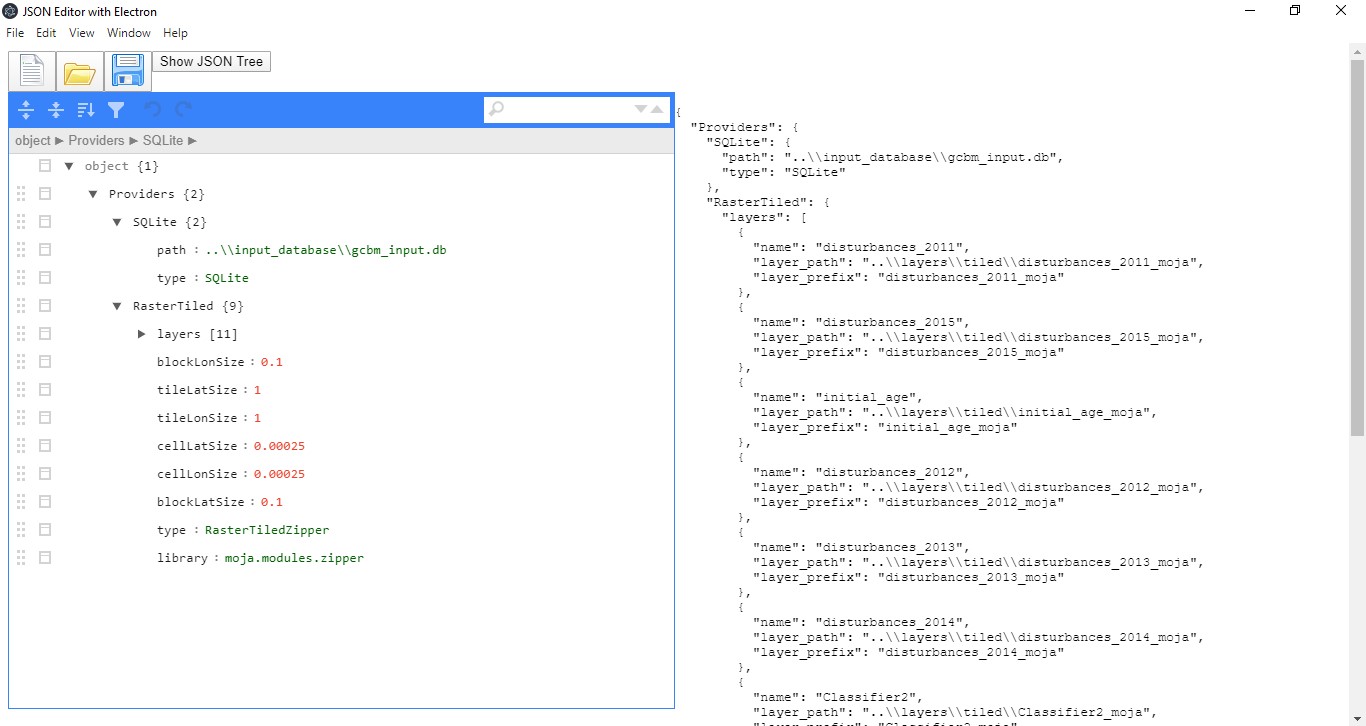 JSON Editor with Electron
File Edit View Window Help
Show JSON Tree
object ► Providers ► SQLite ►
object {1}
Providers {2}
SQLite {2}
path : ..\\input_database\\gcbm_input.db
type : SQLite
RasterTiled {9}
layers [11]
blockLonSize : 0.1
tileLatSize : 1
tileLonSize : 1
cellLatSize : 0.00025
cellLonSize : 0.00025
blockLatSize : 0.1
type : RasterTiledZipper
library : moja.modules.zipper
{
"Providers": {
"SQLite": {
"path": "..\\input_database\\gcbm_input.db",
"type": "SQLite"
},
"RasterTiled": {
"layers": [
{
"name": "disturbances_2011",
"layer_path": "..\\layers\\tiled\\disturbances_2011_moja",
"layer_prefix": "disturbances_2011_moja"
},
{
"name": "disturbances_2015",
"layer_path": "..\\layers\\tiled\\disturbances_2015_moja",
"layer_prefix": "disturbances_2015_moja"
},
{
"name": "initial_age",
"layer_path": "..\\layers\\tiled\\initial_age_moja",
"layer_prefix": "initial_age_moja"
},
{
"name": "disturbances_2012",
"layer_path": "..\\layers\\tiled\\disturbances_2012_moja",
"layer_prefix": "disturbances_2012_moja"
},
{
"name": "disturbances_2013",
"layer_path": "..\\layers\\tiled\\disturbances_2013_moja",
"layer_prefix": "disturbances_2013_moja"
},
{
"name": "disturbances_2014",
"layer_path": "..\\layers\\tiled\\disturbances_2014_moja",
"layer_prefix": "disturbances_2014_moja"
},
{
"name": "Classifier2",
"layer_path": "..\\layers\\tiled\\Classifier2_moja",